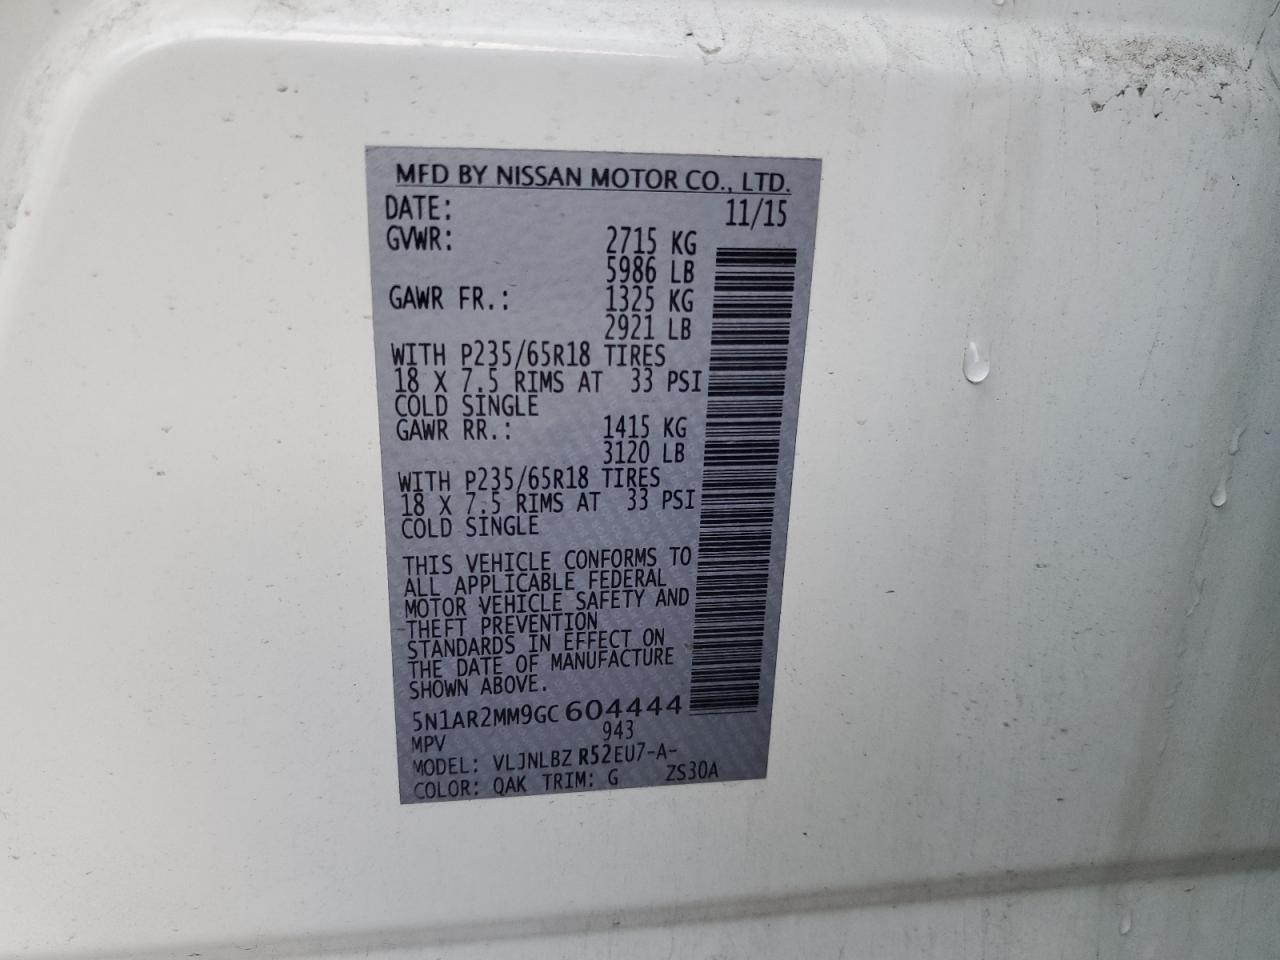 MFD BY NISSAN MOTOR CO., LTD.
DATE: 11/15
GVWR: 2715 KG
5986 LB
GAWR FR.: 1325 KG
2921 LB
WITH P235/65R18 TIRES
18 X 7.5 RIMS AT 33 PSI
COLD SINGLE
GAWR RR.: 1415 KG
3120 LB
WITH P235/65R18 TIRES
18 X 7.5 RIMS AT 33 PSI
COLD SINGLE
THIS VEHICLE CONFORMS TO
ALL APPLICABLE FEDERAL
MOTOR VEHICLE SAFETY AND
THEFT PREVENTION
STANDARDS IN EFFECT ON
THE DATE OF MANUFACTURE
SHOWN ABOVE.
5N1AR2MM9GC 604444
MPV 943
MODEL: VLJNLBZ R52EU7-A-
COLOR: QAK TRIM: G ZS30A